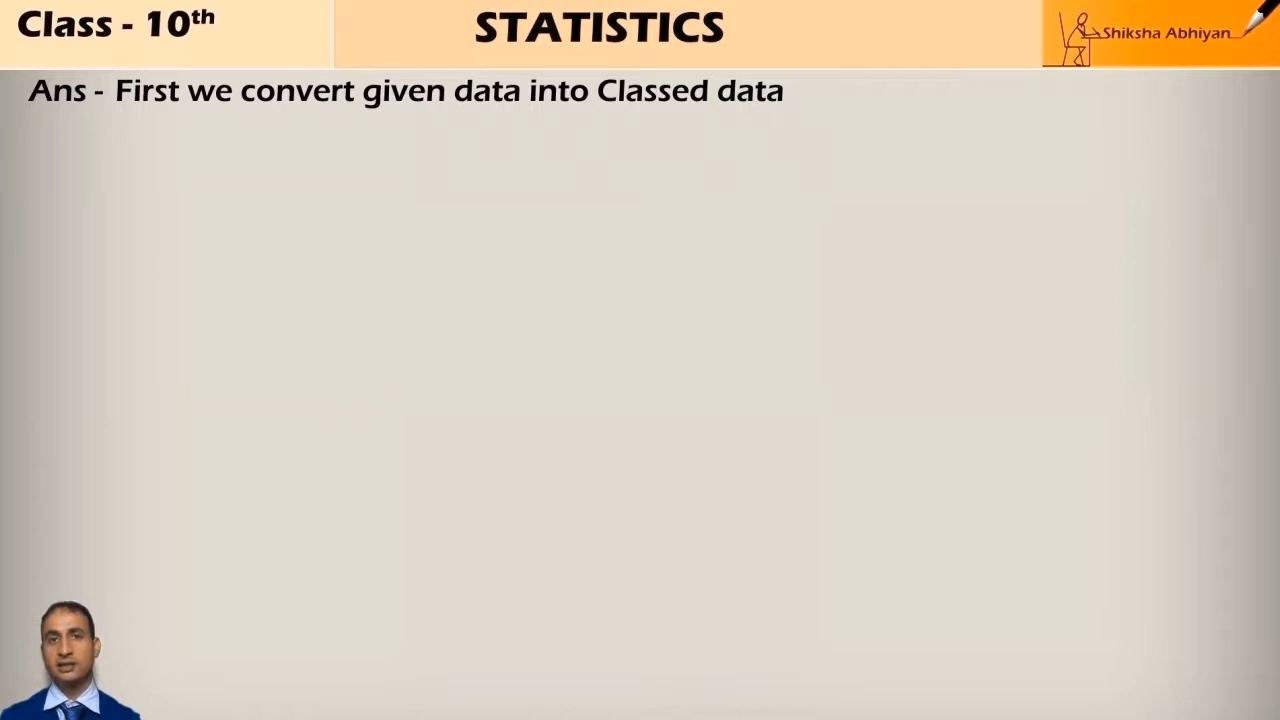 Class - 10th
STATISTICS
Shiksha Abhiyan
Ans - First we convert given data into Classed data